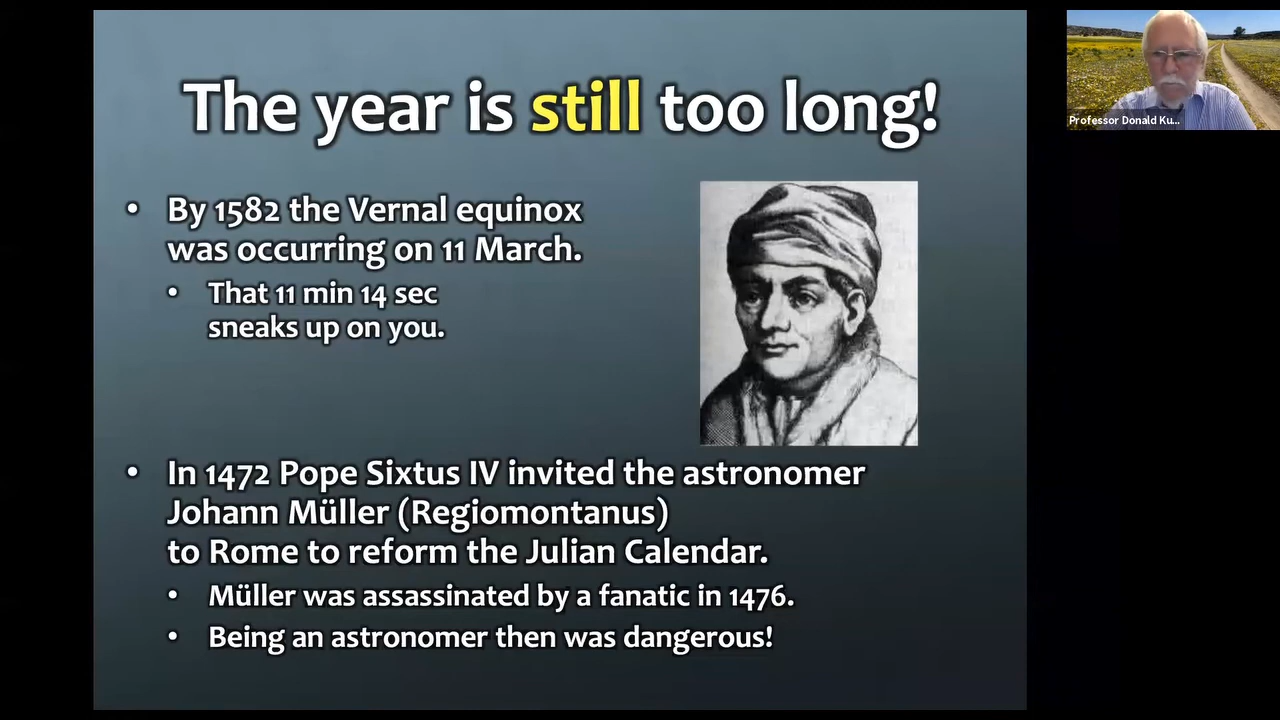 The year is still too long!
• By 1582 the Vernal equinox
was occurring on 11 March.
• That 11 min 14 sec
sneaks up on you.
• In 1472 Pope Sixtus IV invited the astronomer
Johann Müller (Regiomontanus)
to Rome to reform the Julian Calendar.
• Müller was assassinated by a fanatic in 1476.
• Being an astronomer then was dangerous!
Professor Donald Ku...